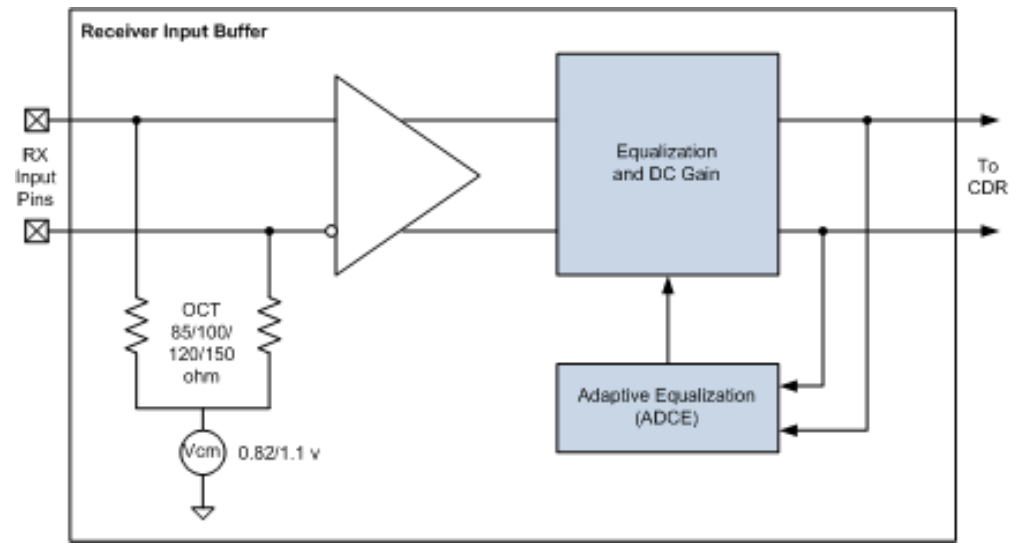 Receiver Input Buffer
RX
Input
Pins
Equalization
and DC Gain
To
CDR
OCT
85/100/
120/150
ohm
Adaptive Equalization
(ADCE)
Vcm
0.82/1.1 v